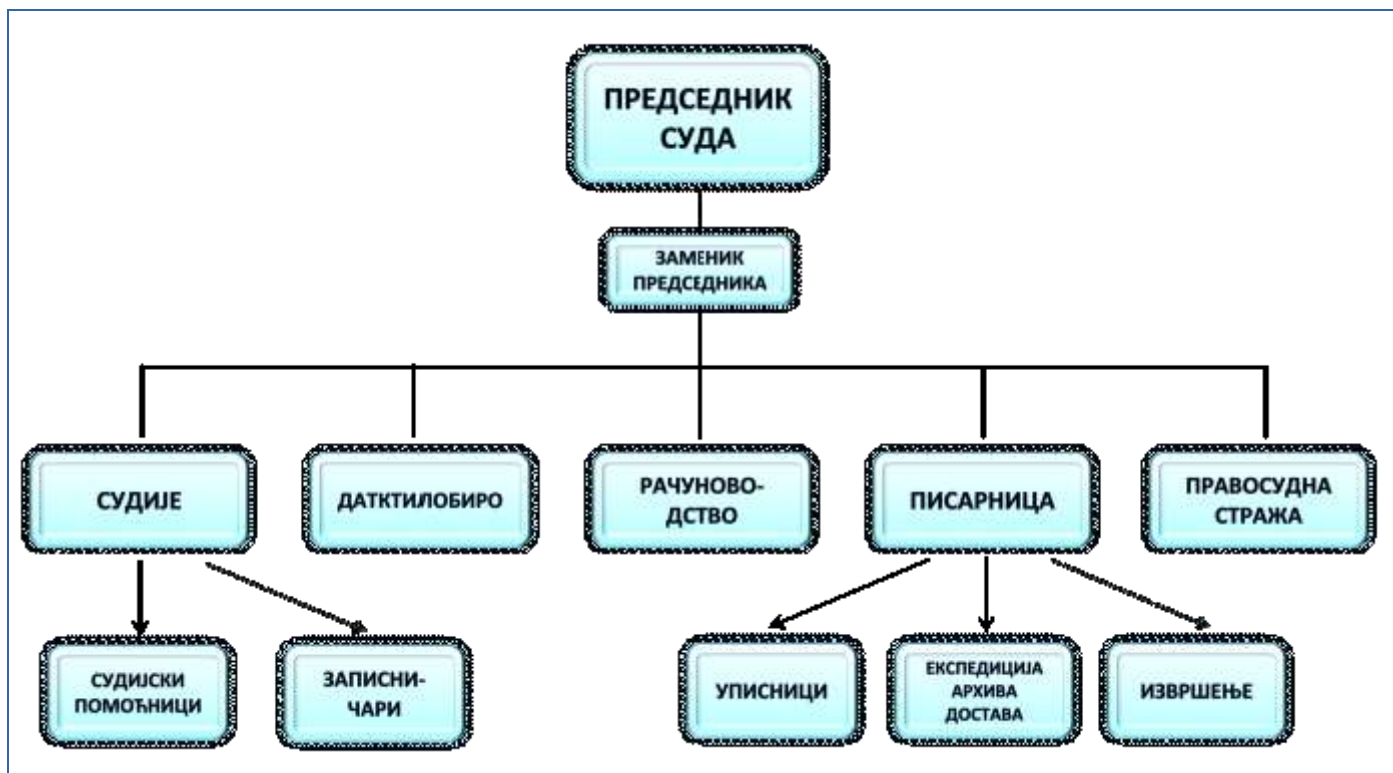 ПРЕДСЕДНИК
СУДА
ЗАМЕНИК
ПРЕДСЕДНИКА
СУДИЈЕ
ДАТКТИЛОБИРО
РАЧУНОВО-
ДСТВО
ПИСАРНИЦА
ПРАВОСУДНА
СТРАЖА
СУДИЈСКИ
ПОМОЋНИЦИ
ЗАПИСНИ-
ЧАРИ
УПИСНИЦИ
ЕКСПЕДИЦИЈА
АРХИВА
ДОСТАВА
ИЗВРШЕЊЕ